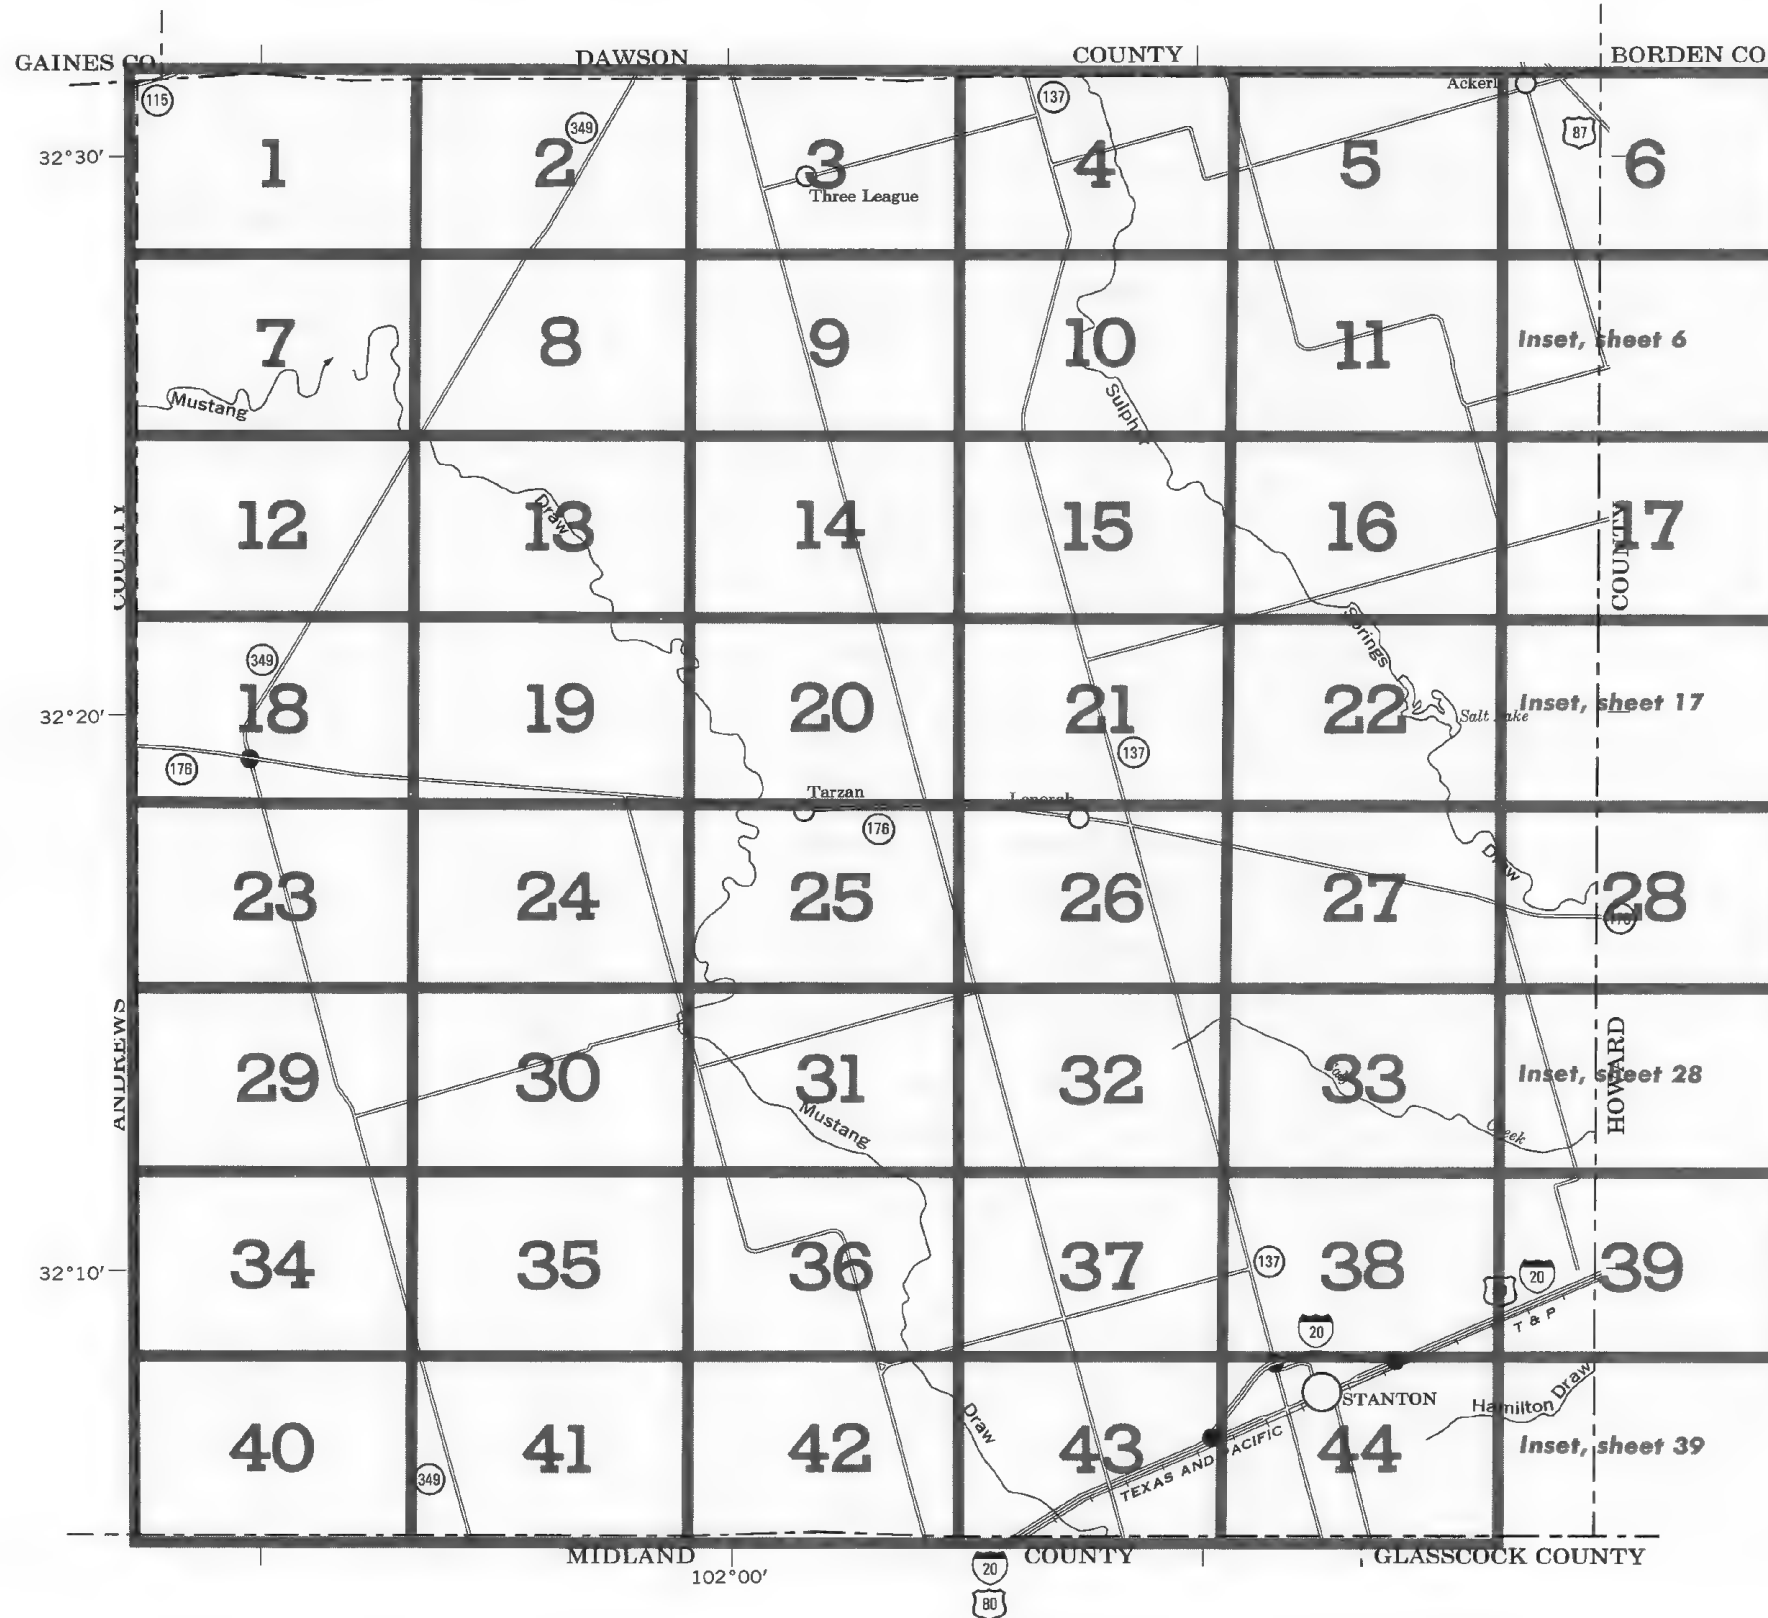 GAINES CO.
DAWSON COUNTY
BORDEN CO
115
349
137
87
32°30'
1 2 3 4 5 6
Three League
7 8 9 10 11 Inset, sheet 6
Mustang
Sulphur
COUNTY
12 13 14 15 16 17
Draw
COUNTY
349
Springs
32°20'
18 19 20 21 22 Inset, sheet 17
Salt Lake
137
176
Tarzan
176
Draw
23 24 25 26 27 28
176
ANDREWS
HOWARD
29 30 31 32 33 Inset, sheet 28
Mustang
Creek
32°10'
34 35 36 37 38 39
137
20
20
T & P
STANTON
Hamilton Draw
Draw
40 41 42 43 44 Inset, sheet 39
TEXAS AND PACIFIC
349
MIDLAND COUNTY
GLASSCOCK COUNTY
102°00'
20
80